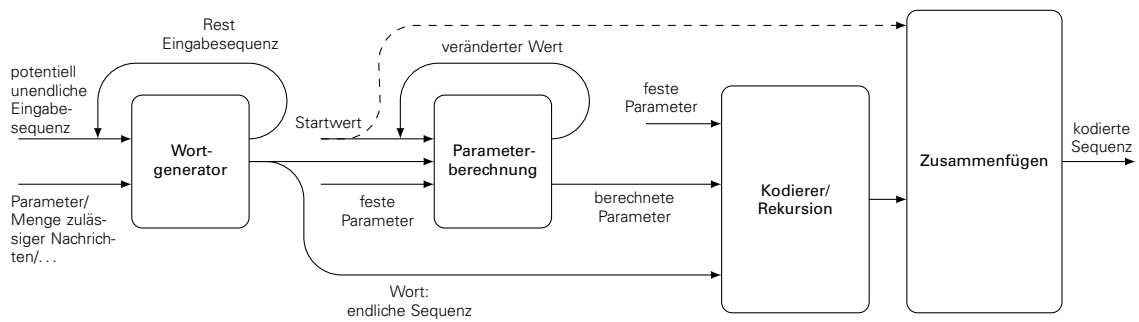 Rest
Eingabesequenz
veränderter Wert
potentiell
unendliche
Eingabe-
sequenz
Wort-
generator
Startwert
Parameter-
berechnung
feste
Parameter
Kodierer/
Rekursion
Zusammenfügen
kodierte
Sequenz
Parameter/
Menge zuläs-
siger Nachrich-
ten/...
feste
Parameter
berechnete
Parameter
Wort:
endliche Sequenz